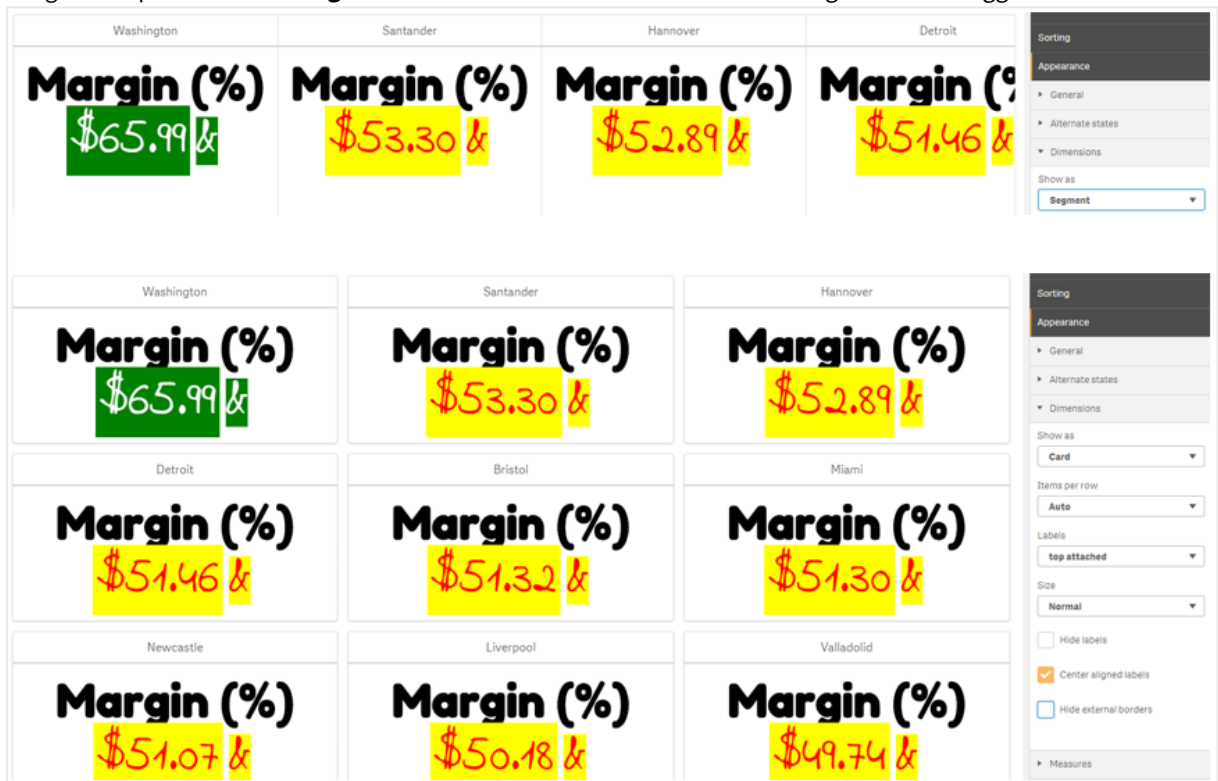 Washington Santander Hannover Detroit
Margin (%) Margin (%) Margin (%) Margin (%
$65.99 & $53.30 & $52.89 & $51.46 &
Sorting
Appearance
General
Alternate states
Dimensions
Show as
Segment
Washington Santander Hannover
Margin (%) Margin (%) Margin (%)
$65.99 & $53.30 & $52.89 &
Detroit Bristol Miami
Margin (%) Margin (%) Margin (%)
$51.46 & $51.32 & $51.30 &
Newcastle Liverpool Valladolid
Margin (%) Margin (%) Margin (%)
$51.07 & $50.18 & $49.74 &
Sorting
Appearance
General
Alternate states
Dimensions
Show as
Card
Items per row
Auto
Labels
top attached
Size
Normal
Hide labels
Center aligned labels
Hide external borders
Measures